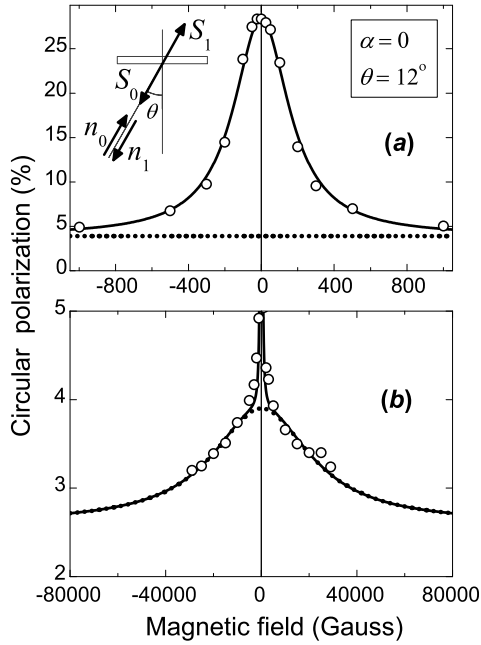 Circular polarization (%)
25
20
15
10
5
0
S₁
S₀
θ
n₀
n₁
α = 0
θ = 12°
(a)
-800 -400 0 400 800
5
4
3
2
(b)
-80000 -40000 0 40000 80000
Magnetic field (Gauss)